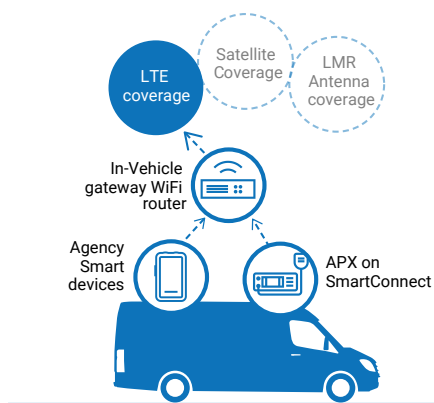 LTE
coverage
Satellite
Coverage
LMR
Antenna
coverage
In-Vehicle
gateway WiFi
router
Agency
Smart
devices
APX on
SmartConnect